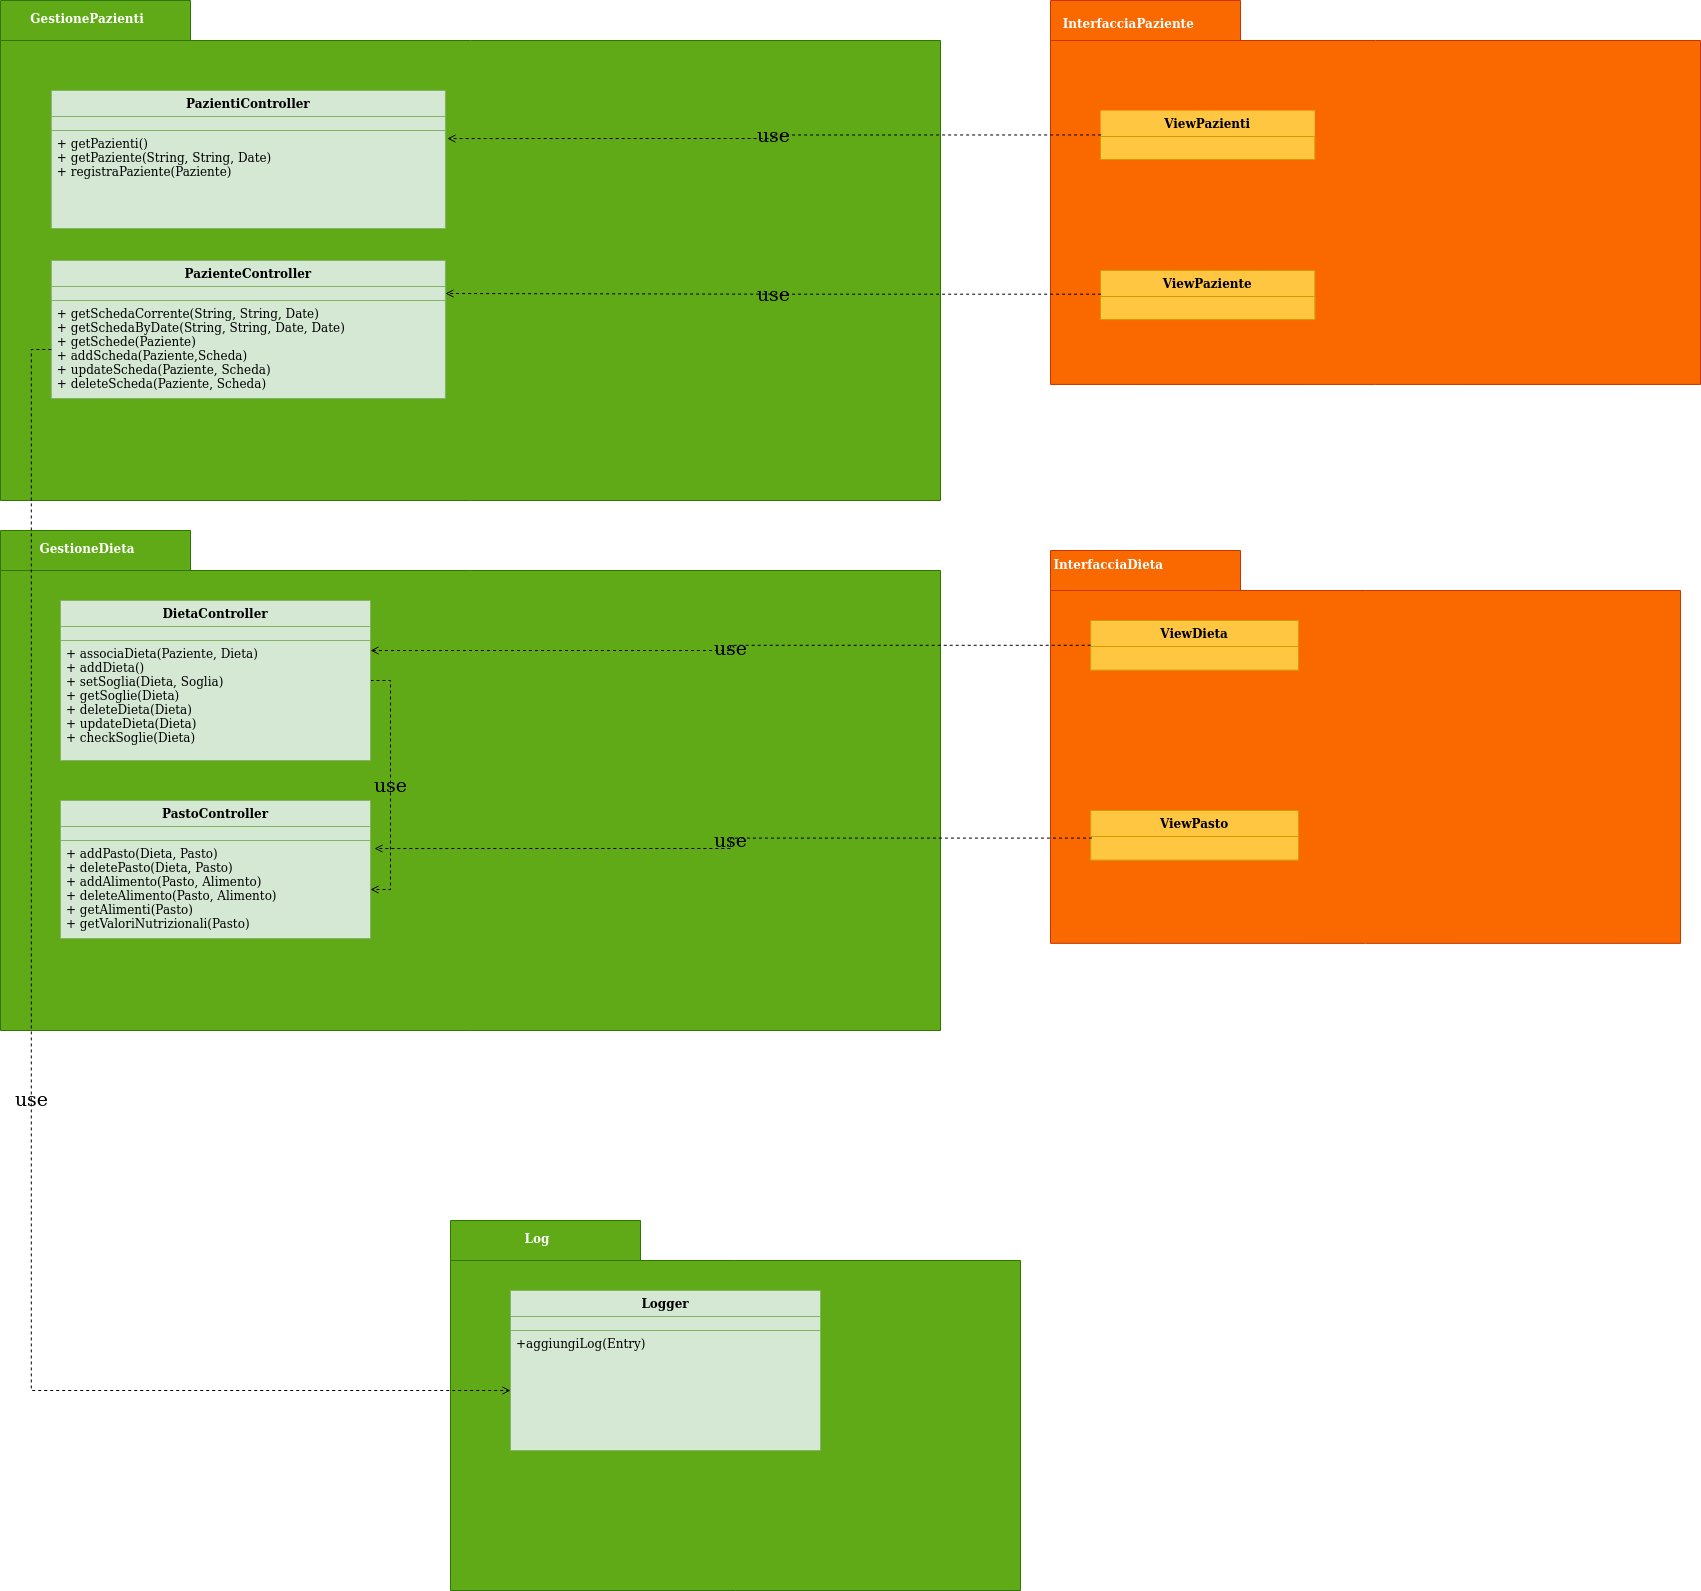 GestionePazienti
InterfacciaPaziente
PazientiController
+ getPazienti()
+ getPaziente(String, String, Date)
+ registraPaziente(Paziente)
use
ViewPazienti
PazienteController
+ getSchedaCorrente(String, String, Date)
+ getSchedaByDate(String, String, Date, Date)
+ getSchede(Paziente)
+ addScheda(Paziente,Scheda)
+ updateScheda(Paziente, Scheda)
+ deleteScheda(Paziente, Scheda)
use
ViewPaziente
GestioneDieta
InterfacciaDieta
DietaController
+ associaDieta(Paziente, Dieta)
+ addDieta()
+ setSoglia(Dieta, Soglia)
+ getSoglie(Dieta)
+ deleteDieta(Dieta)
+ updateDieta(Dieta)
+ checkSoglie(Dieta)
use
ViewDieta
use
PastoController
+ addPasto(Dieta, Pasto)
+ deletePasto(Dieta, Pasto)
+ addAlimento(Pasto, Alimento)
+ deleteAlimento(Pasto, Alimento)
+ getAlimenti(Pasto)
+ getValoriNutrizionali(Pasto)
use
ViewPasto
use
Log
Logger
+aggiungiLog(Entry)